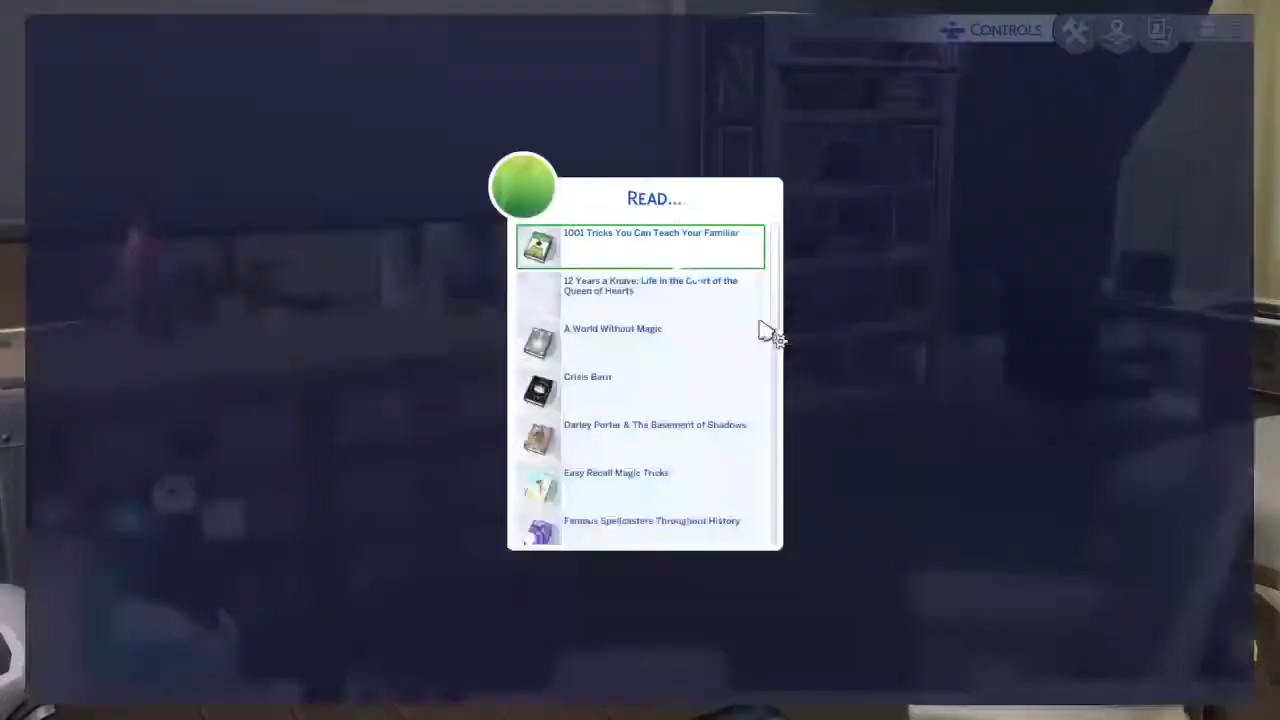 CONTROLS
READ...
1001 Tricks You Can Teach Your Familiar
12 Years a Knave: Life in the Court of the
Queen of Hearts
A World Without Magic
Crisis Barir
Darley Porter & The Basement of Shadows
Easy Recall Magic Tricks
Famous Spellcasters Throughout History